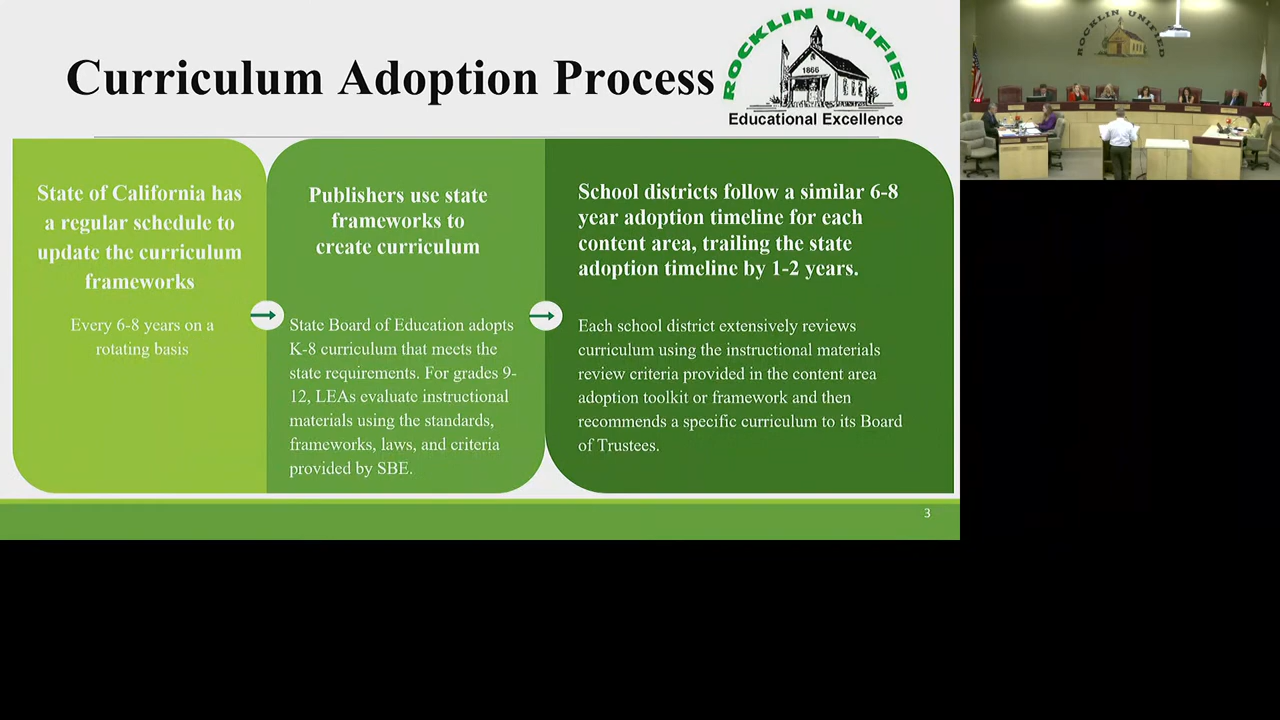 Curriculum Adoption Process
ROCKLIN UNIFIED
1866
Educational Excellence
State of California has
a regular schedule to
update the curriculum
frameworks
Every 6-8 years on a
rotating basis
Publishers use state
frameworks to
create curriculum
State Board of Education adopts
K-8 curriculum that meets the
state requirements. For grades 9-
12, LEAs evaluate instructional
materials using the standards,
frameworks, laws, and criteria
provided by SBE.
School districts follow a similar 6-8
year adoption timeline for each
content area, trailing the state
adoption timeline by 1-2 years.
Each school district extensively reviews
curriculum using the instructional materials
review criteria provided in the content area
adoption toolkit or framework and then
recommends a specific curriculum to its Board
of Trustees.
3
ROCKLIN UNIFIED